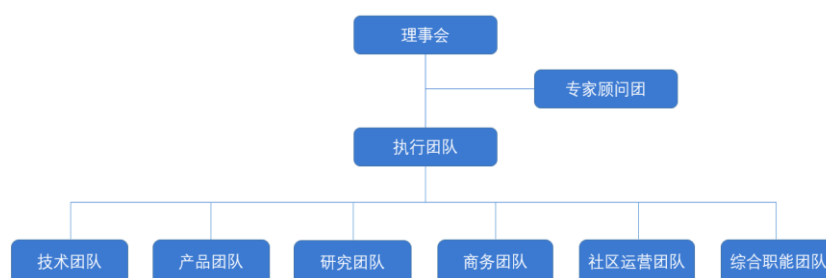 理事会
专家顾问团
执行团队
技术团队
产品团队
研究团队
商务团队
社区运营团队
综合职能团队